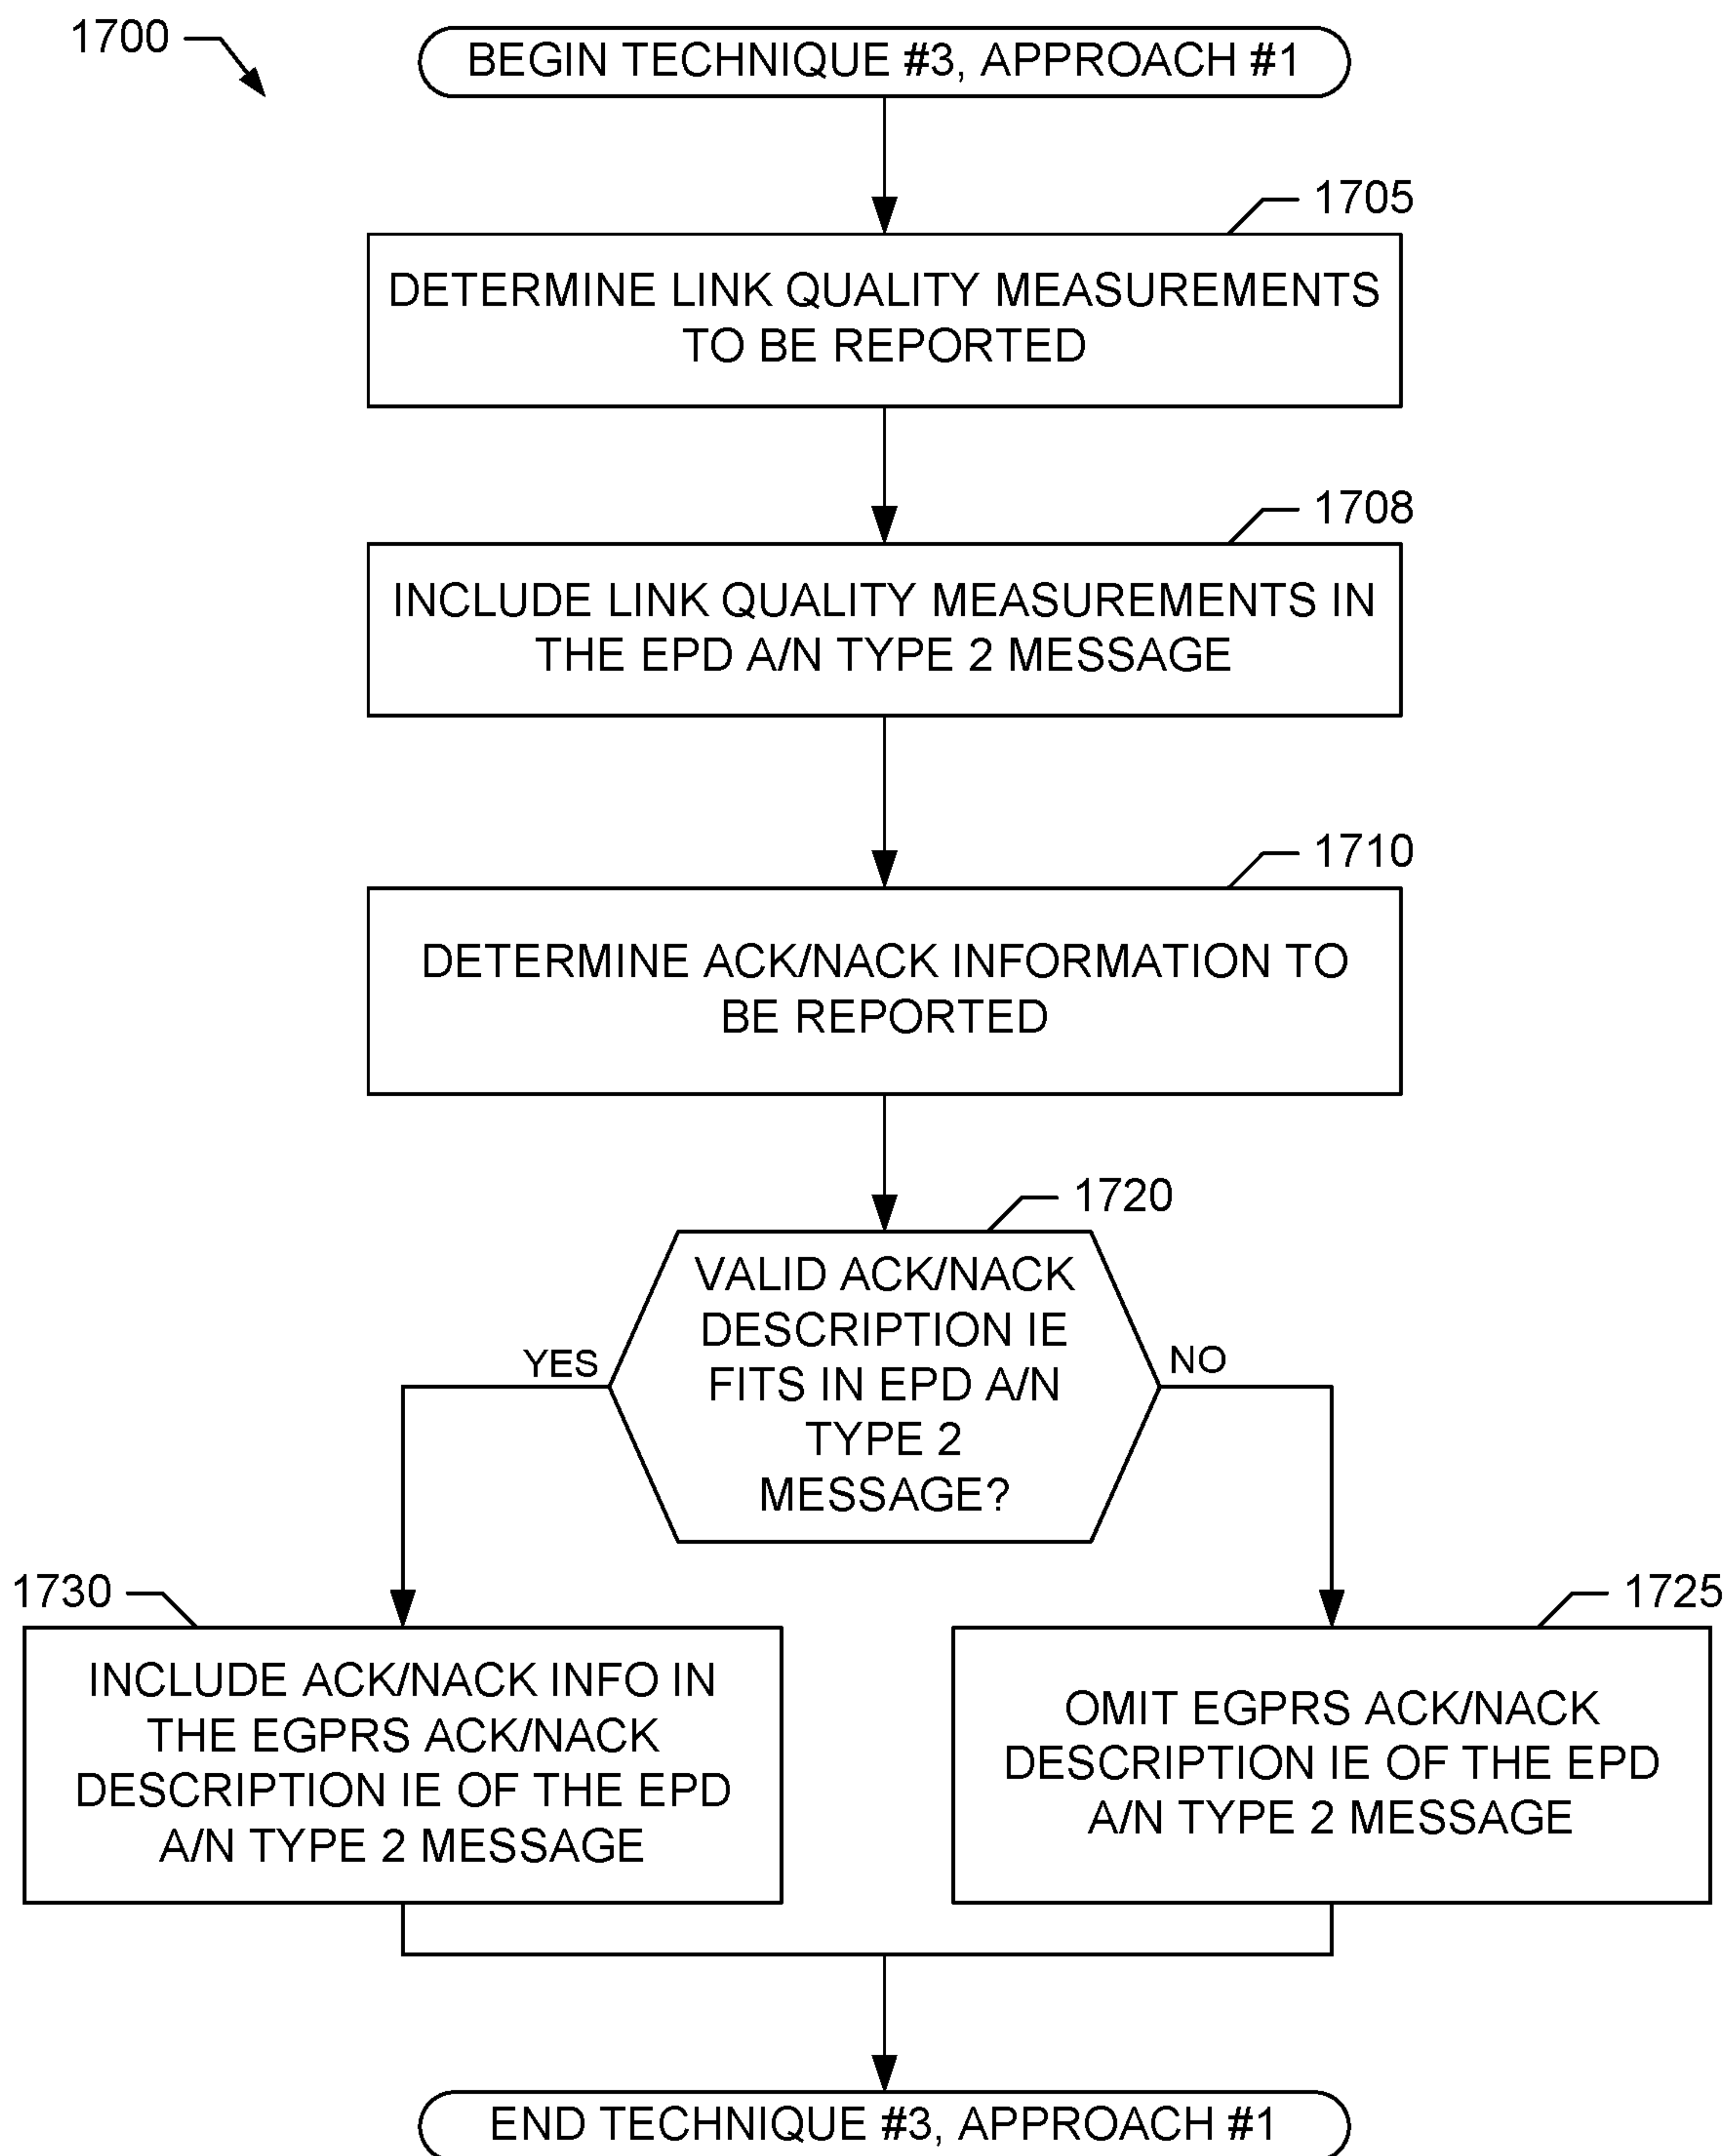 1700
BEGIN TECHNIQUE #3, APPROACH #1
1705
DETERMINE LINK QUALITY MEASUREMENTS
TO BE REPORTED
1708
INCLUDE LINK QUALITY MEASUREMENTS IN
THE EPD A/N TYPE 2 MESSAGE
1710
DETERMINE ACK/NACK INFORMATION TO
BE REPORTED
1720
VALID ACK/NACK
DESCRIPTION IE
FITS IN EPD A/N
TYPE 2
MESSAGE?
YES
NO
1730
INCLUDE ACK/NACK INFO IN
THE EGPRS ACK/NACK
DESCRIPTION IE OF THE EPD
A/N TYPE 2 MESSAGE
1725
OMIT EGPRS ACK/NACK
DESCRIPTION IE OF THE EPD
A/N TYPE 2 MESSAGE
END TECHNIQUE #3, APPROACH #1